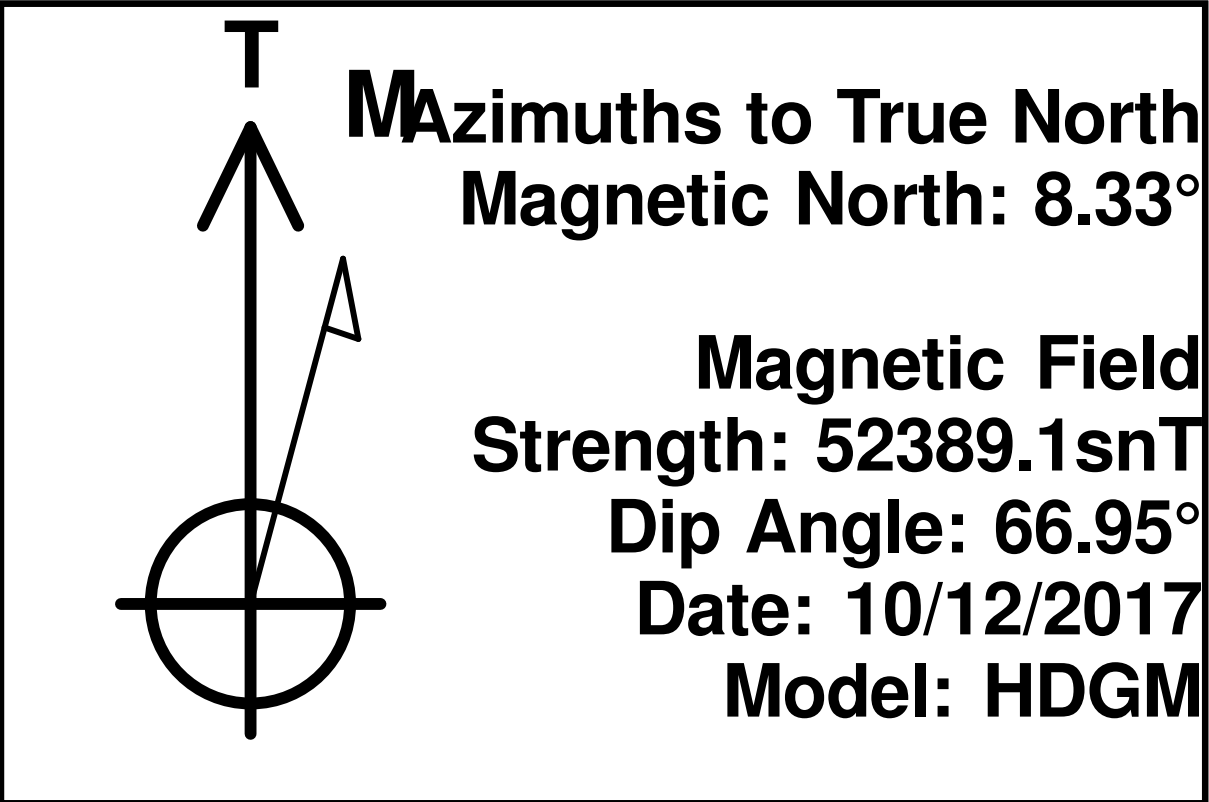 T
M
Azimuths to True North
Magnetic North: 8.33°
Magnetic Field
Strength: 52389.1snT
Dip Angle: 66.95°
Date: 10/12/2017
Model: HDGM